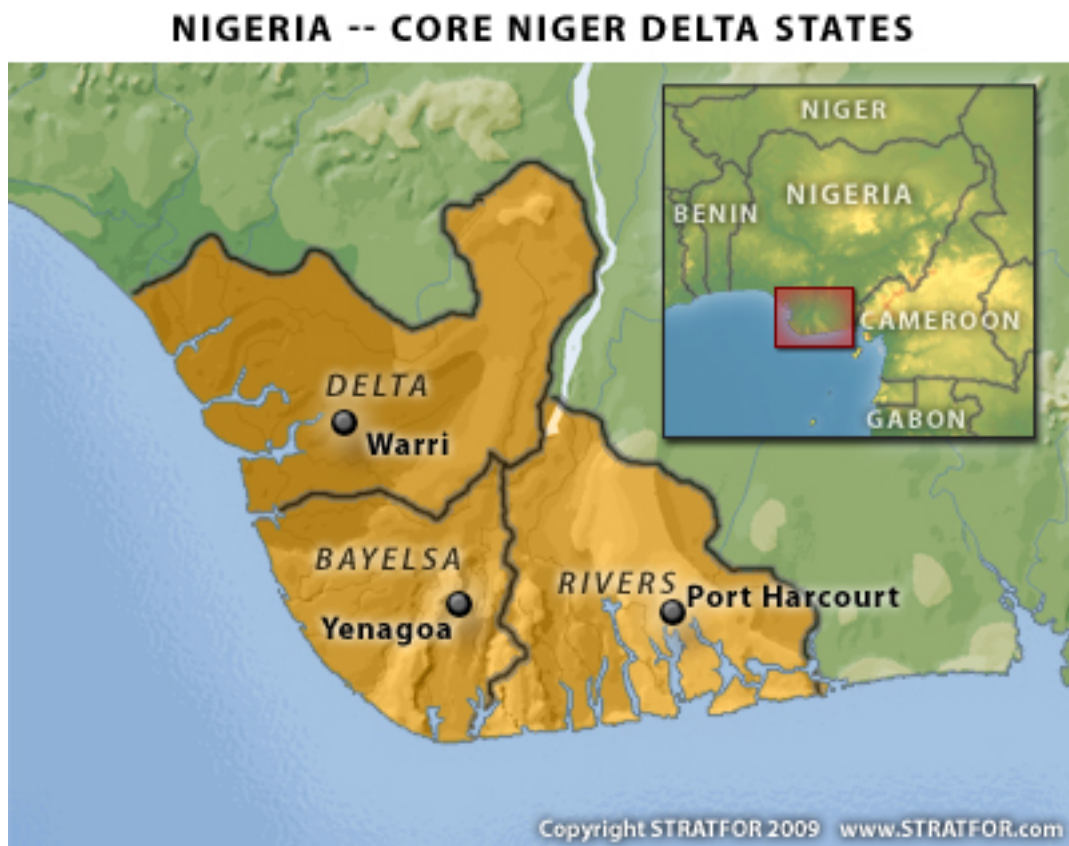 NIGERIA -- CORE NIGER DELTA STATES
NIGER
NIGERIA
BENIN
CAMEROON
GABON
DELTA
Warri
BAYELSA
Yenagoa
RIVERS
Port Harcourt
Copyright STRATFOR 2009 www.STRATFOR.com